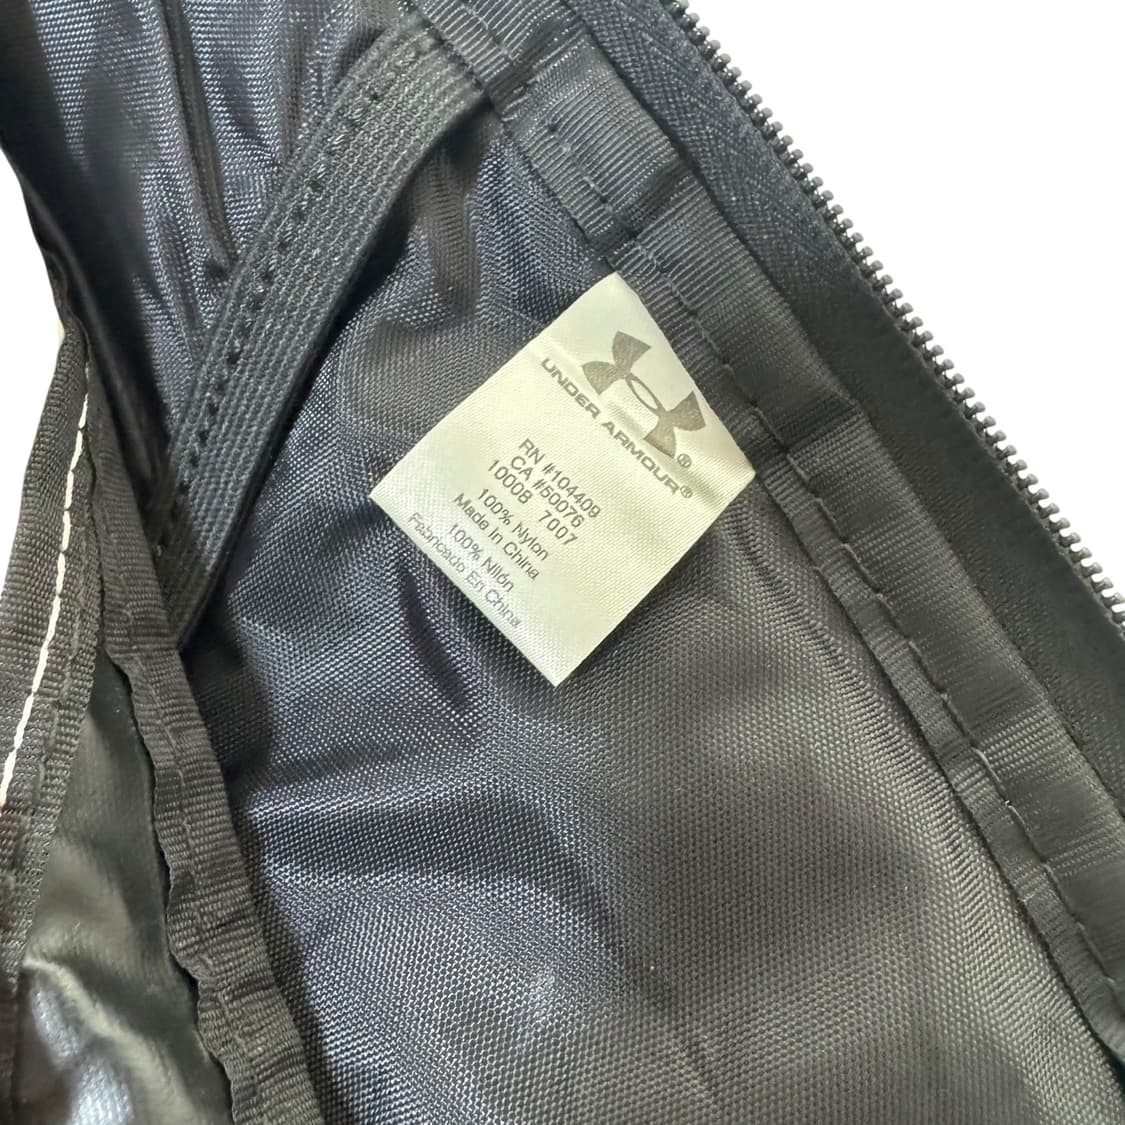 UNDER ARMOUR®
RN #104409
CA #50076
10008 7007
100% Nylon
Made in China
100% Nilón
Fabricado En China